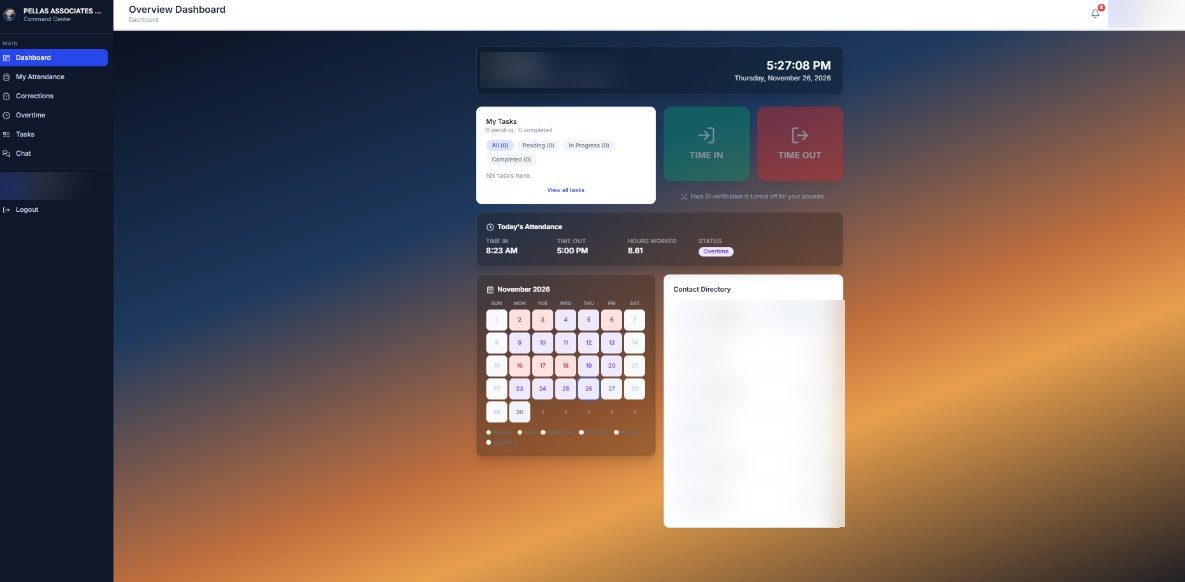 PELLAS ASSOCIATES ...
Command Center
MAIN
Dashboard
My Attendance
Corrections
Overtime
Tasks
Chat
Logout
Overview Dashboard
Dashboard
5:27:08 PM
Thursday, November 26, 2026
My Tasks
0 pending · 0 completed
All (0) Pending (0) In Progress (0)
Completed (0)
No tasks here.
View all tasks
TIME IN
TIME OUT
Face ID verification is turned off for your account.
Today's Attendance
TIME IN TIME OUT HOURS WORKED STATUS
8:23 AM 5:00 PM 8.61 Overtime
November 2026
SUN MON TUE WED THU FRI SAT
1 2 3 4 5 6 7
8 9 10 11 12 13 14
15 16 17 18 19 20 21
22 23 24 25 26 27 28
29 30 1 2 3 4 5
Contact Directory